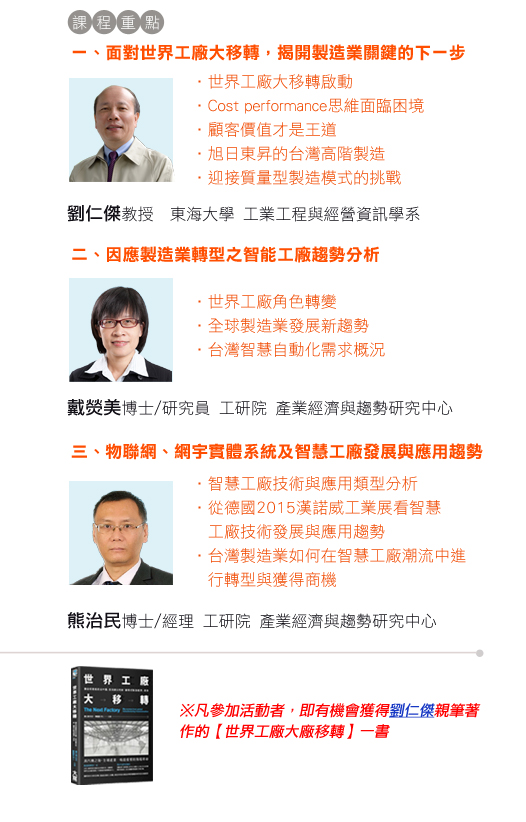 課程重點
一、面對世界工廠大移轉，揭開製造業關鍵的下一步
‧世界工廠大移轉啟動
‧Cost performance思維面臨困境
‧顧客價值才是王道
‧旭日東昇的台灣高階製造
‧迎接質量型製造模式的挑戰
劉仁傑教授 東海大學 工業工程與經營資訊學系
二、因應製造業轉型之智能工廠趨勢分析
‧世界工廠角色轉變
‧全球製造業發展新趨勢
‧台灣智慧自動化需求概況
戴熒美博士/研究員 工研院 產業經濟與趨勢研究中心
三、物聯網、網宇實體系統及智慧工廠發展與應用趨勢
‧智慧工廠技術與應用類型分析
‧從德國2015漢諾威工業展看智慧
工廠技術發展與應用趨勢
‧台灣製造業如何在智慧工廠潮流中進
行轉型與獲得商機
熊治民博士/經理 工研院 產業經濟與趨勢研究中心
世界工廠
大移轉
The Next Factory
※凡參加活動者，即有機會獲得劉仁傑親筆著
作的【世界工廠大廠移轉】一書